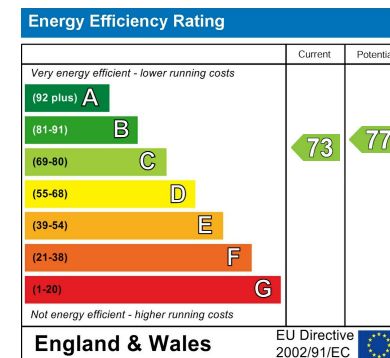 Energy Efficiency Rating
Current
Very energy efficient - lower running costs
(92 plus) A
(81-91) B
(69-80) C
73
77
(55-68) D
(39-54) E
(21-38) F
(1-20) G
Not energy efficient - higher running costs
England & Wales
EU Directive
2002/91/EC